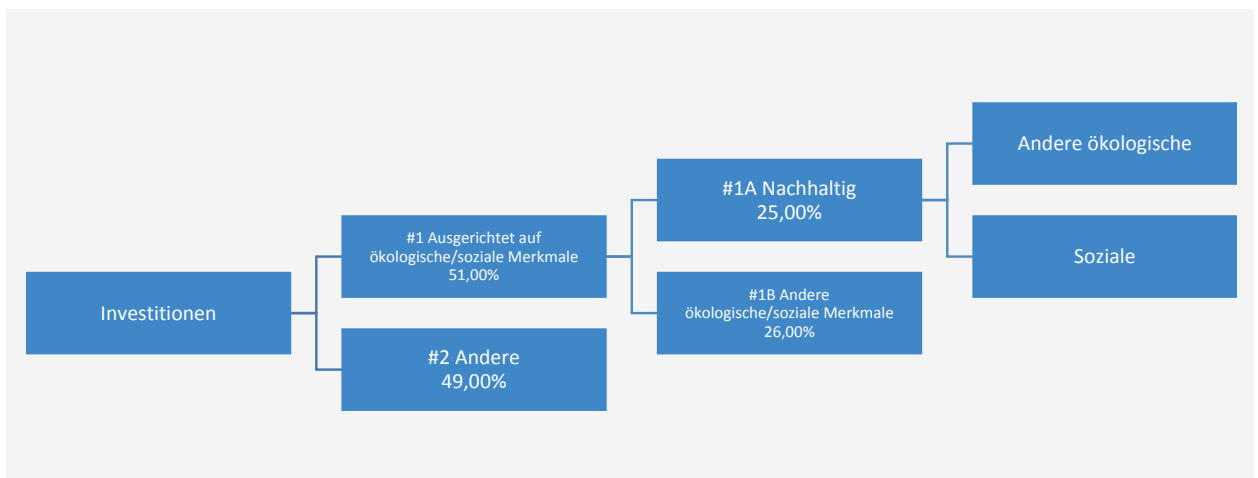 Investitionen
#1 Ausgerichtet auf
ökologische/soziale Merkmale
51,00%
#2 Andere
49,00%
#1A Nachhaltig
25,00%
#1B Andere
ökologische/soziale Merkmale
26,00%
Andere ökologische
Soziale